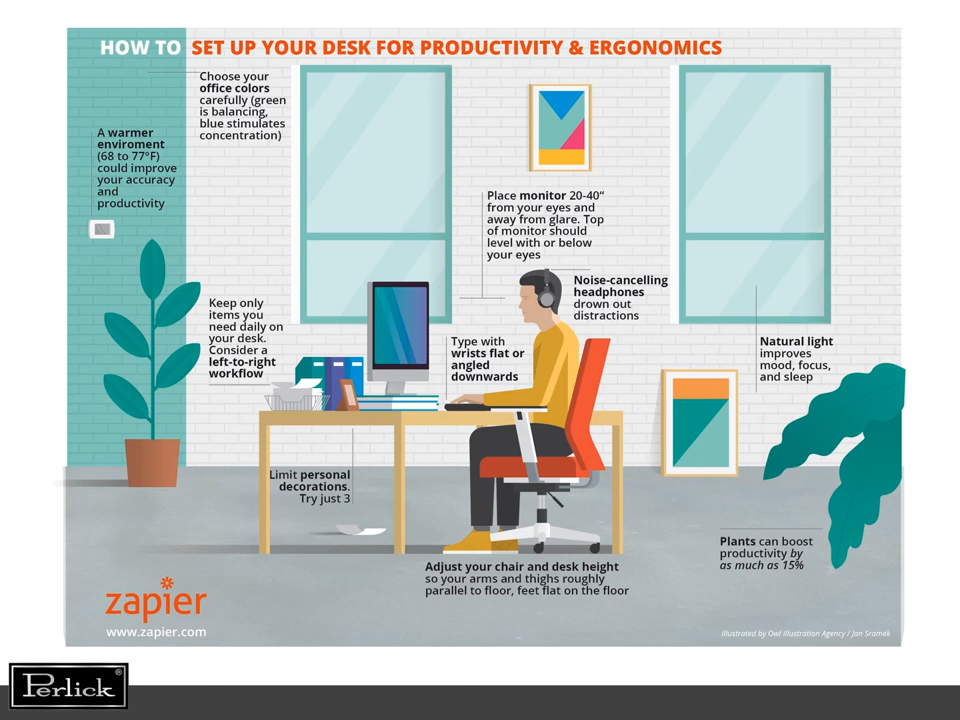 HOW TO SET UP YOUR DESK FOR PRODUCTIVITY & ERGONOMICS
Choose your
office colors
carefully (green
is balancing,
blue stimulates
concentration)
A warmer
enviroment
(68 to 77°F)
could improve
your accuracy
and
productivity
Place monitor 20-40"
from your eyes and
away from glare. Top
of monitor should
level with or below
your eyes
Noise-cancelling
headphones
drown out
distractions
Keep only
items you
need daily on
your desk.
Consider a
left-to-right
workflow
Type with
wrists flat or
angled
downwards
Natural light
improves
mood, focus,
and sleep
Limit personal
decorations.
Try just 3
Plants can boost
productivity by
as much as 15%
Adjust your chair and desk height
so your arms and thighs roughly
parallel to floor, feet flat on the floor
zapier
www.zapier.com
Illustrated by Owl Illustration Agency / Jan Sramek
Perlick®